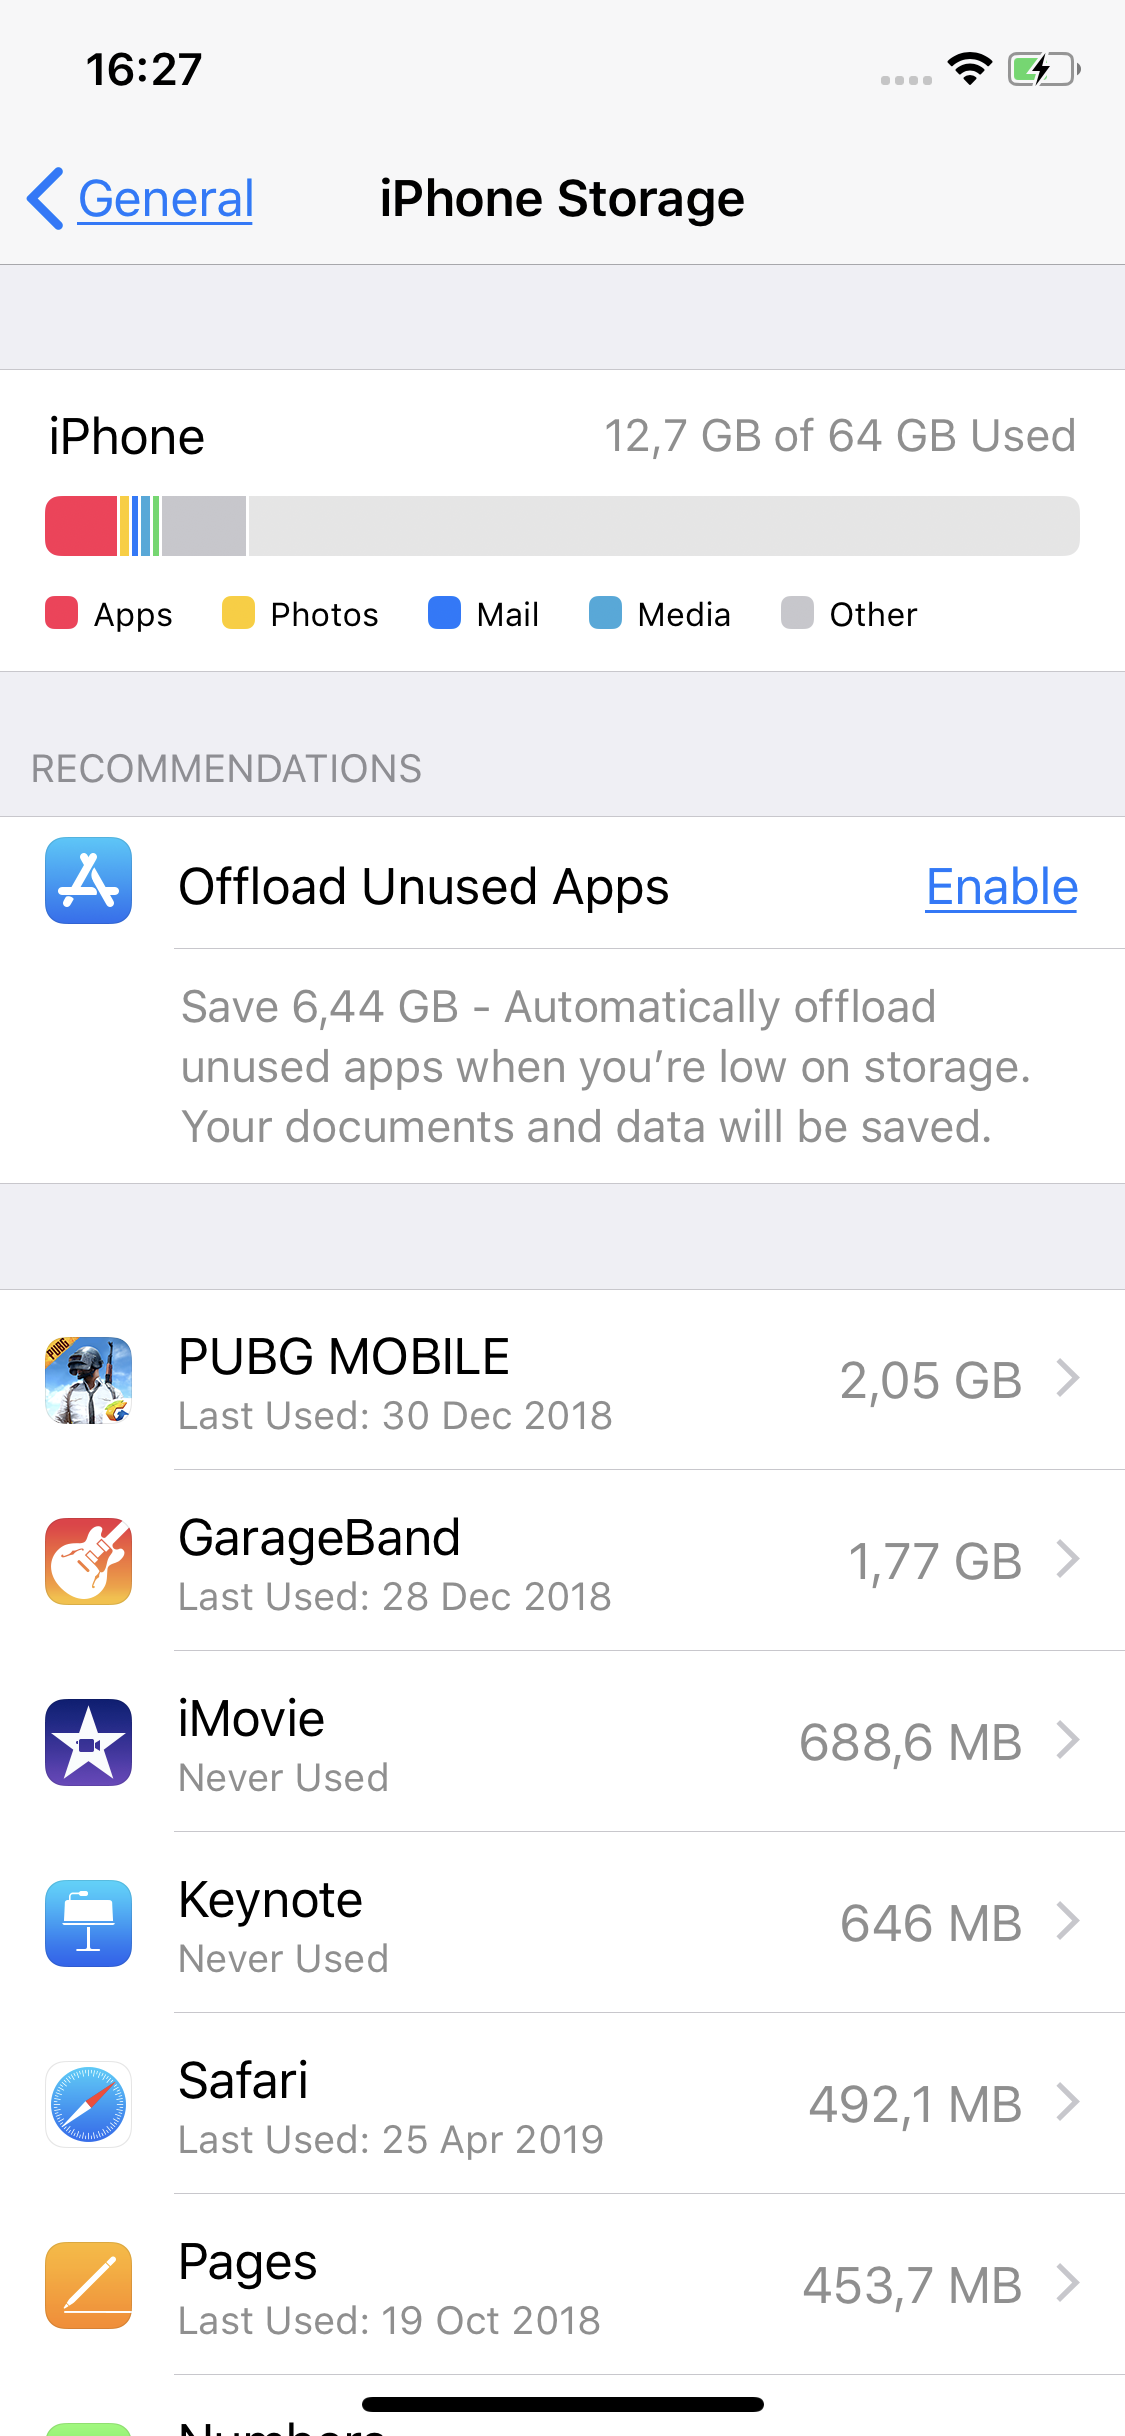 16:27
General
iPhone Storage
iPhone
12,7 GB of 64 GB Used
Apps
Photos
Mail
Media
Other
RECOMMENDATIONS
Offload Unused Apps
Enable
Save 6,44 GB - Automatically offload
unused apps when you’re low on storage.
Your documents and data will be saved.
PUBG
PUBG MOBILE
2,05 GB
Last Used: 30 Dec 2018
GarageBand
1,77 GB
Last Used: 28 Dec 2018
iMovie
688,6 MB
Never Used
Keynote
646 MB
Never Used
Safari
492,1 MB
Last Used: 25 Apr 2019
Pages
453,7 MB
Last Used: 19 Oct 2018
Numbers